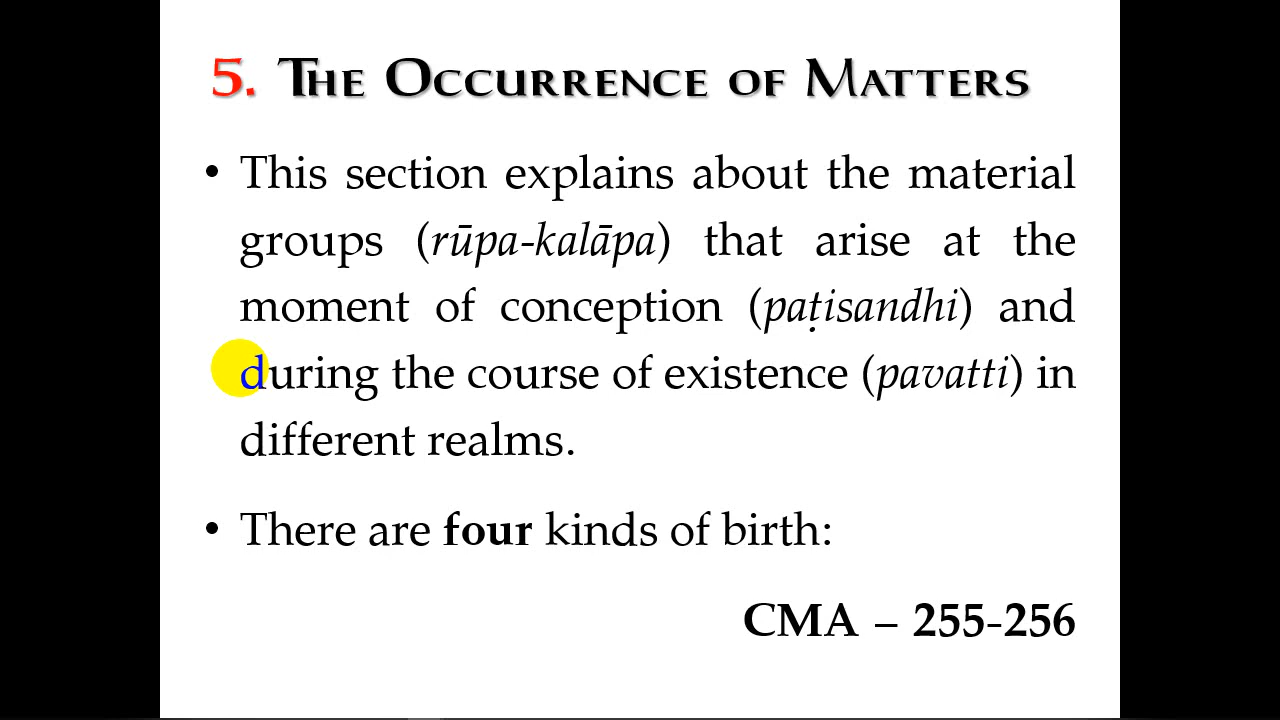 5. The Occurrence of Matters
• This section explains about the material
groups (rūpa-kalāpa) that arise at the
moment of conception (paṭisandhi) and
during the course of existence (pavatti) in
different realms.
• There are four kinds of birth:
CMA – 255-256